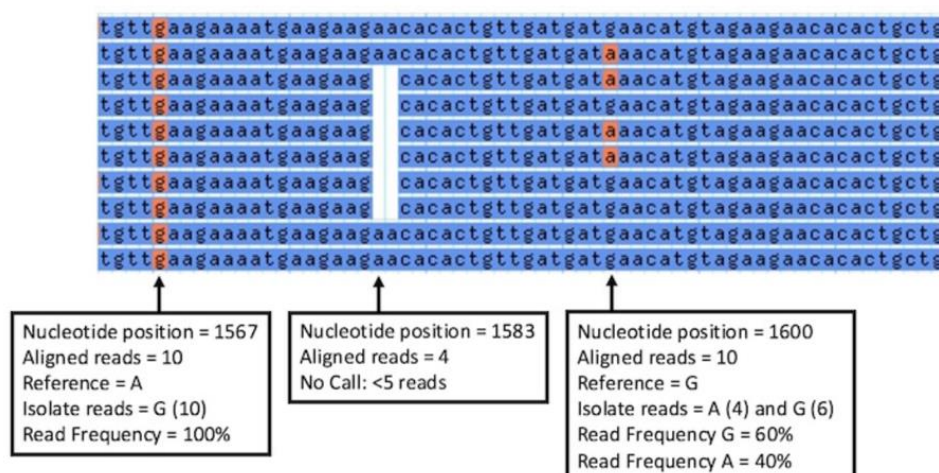 tgttgaagaaaatgaagaagaacacactgttgatgatgaacatgtagaagaacacactgctg
tgttgaagaaaatgaagaagaacacactgttgatgataaacatgtagaagaacacactgctg
tgttgaagaaaatgaagaag cacactgttgatgataaacatgtagaagaacacactgctg
tgttgaagaaaatgaagaag cacactgttgatgatgaacatgtagaagaacacactgctg
tgttgaagaaaatgaagaag cacactgttgatgataaacatgtagaagaacacactgctg
tgttgaagaaaatgaagaag cacactgttgatgataaacatgtagaagaacacactgctg
tgttgaagaaaatgaagaag cacactgttgatgatgaacatgtagaagaacacactgctg
tgttgaagaaaatgaagaag cacactgttgatgatgaacatgtagaagaacacactgctg
tgttgaagaaaatgaagaagaacacactgttgatgatgaacatgtagaagaacacactgctg
tgttgaagaaaatgaagaagaacacactgttgatgatgaacatgtagaagaacacactgctg
Nucleotide position = 1567
Aligned reads = 10
Reference = A
Isolate reads = G (10)
Read Frequency = 100%
Nucleotide position = 1583
Aligned reads = 4
No Call: <5 reads
Nucleotide position = 1600
Aligned reads = 10
Reference = G
Isolate reads = A (4) and G (6)
Read Frequency G = 60%
Read Frequency A = 40%